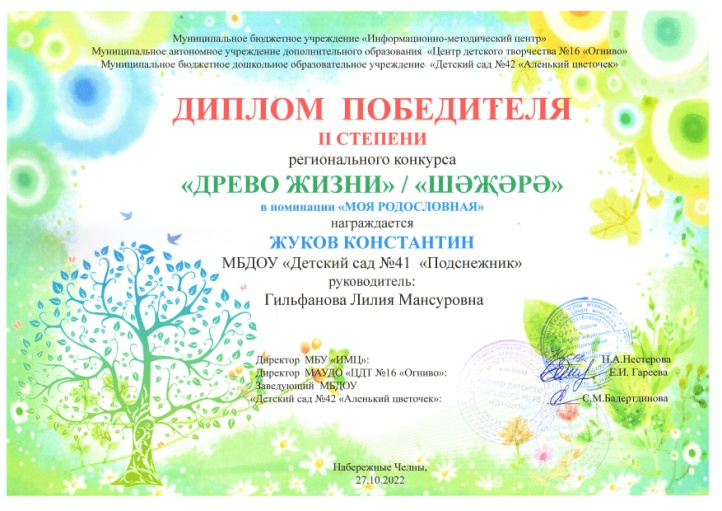 Муниципальное бюджетное учреждение «Информационно-методический центр»
Муниципальное автономное учреждение дополнительного образования «Центр детского творчества №16 «Огниво»
Муниципальное бюджетное дошкольное образовательное учреждение «Детский сад №42 «Аленький цветочек»
ДИПЛОМ ПОБЕДИТЕЛЯ
II СТЕПЕНИ
регионального конкурса
«ДРЕВО ЖИЗНИ» / «ШӘҖӘРӘ»
в номинации «МОЯ РОДОСЛОВНАЯ»
награждается
ЖУКОВ КОНСТАНТИН
МБДОУ «Детский сад №41 «Подснежник»
руководитель:
Гильфанова Лилия Мансуровна
Директор МБУ «ИМЦ»: Н.А.Нестерова
Директор МАУДО «ЦДТ №16 «Огниво»: Е.И. Гареева
Заведующий МБДОУ
«Детский сад №42 «Аленький цветочек»: С.М.Бадертдинова
Набережные Челны,
27.10.2022